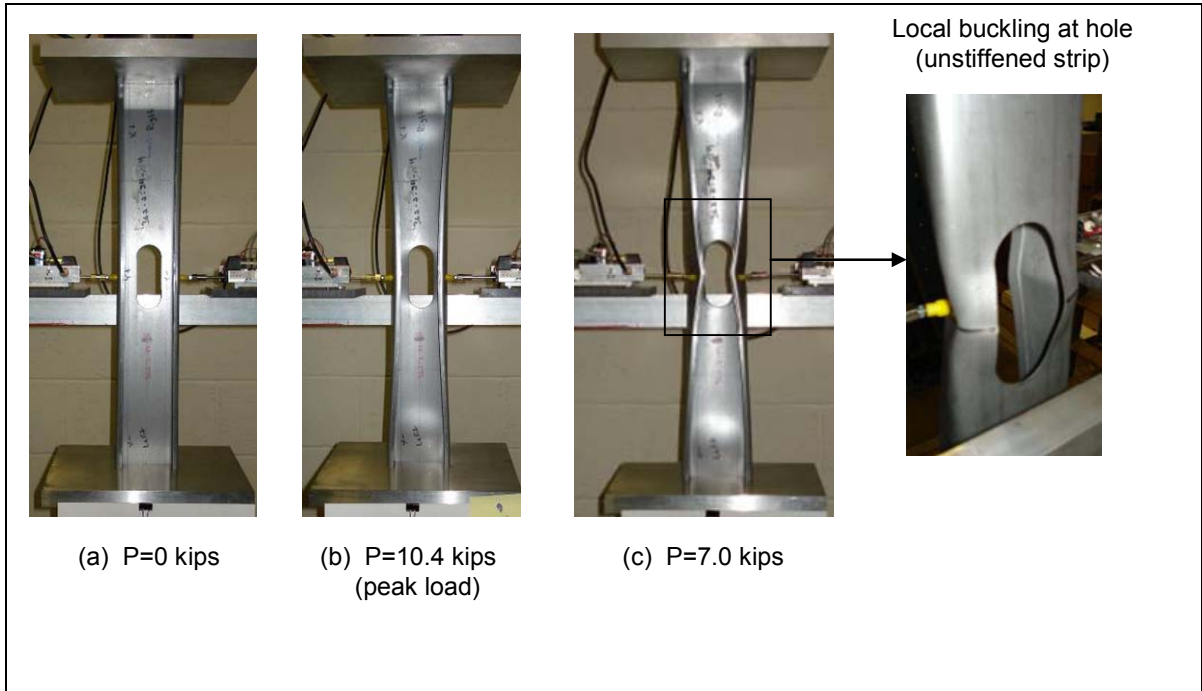 Local buckling at hole
(unstiffened strip)
(a) P=0 kips
(b) P=10.4 kips
(peak load)
(c) P=7.0 kips